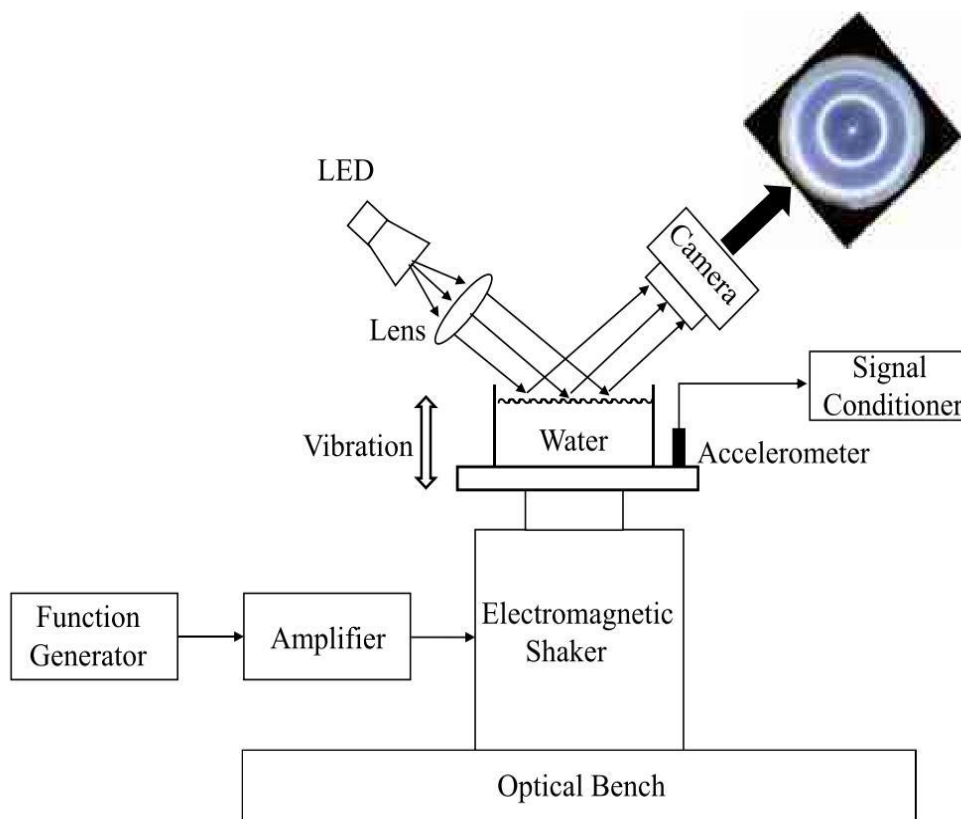 LED
Camera
Lens
Signal
Conditioner
Vibration
Water
Accelerometer
Function
Generator
Amplifier
Electromagnetic
Shaker
Optical Bench